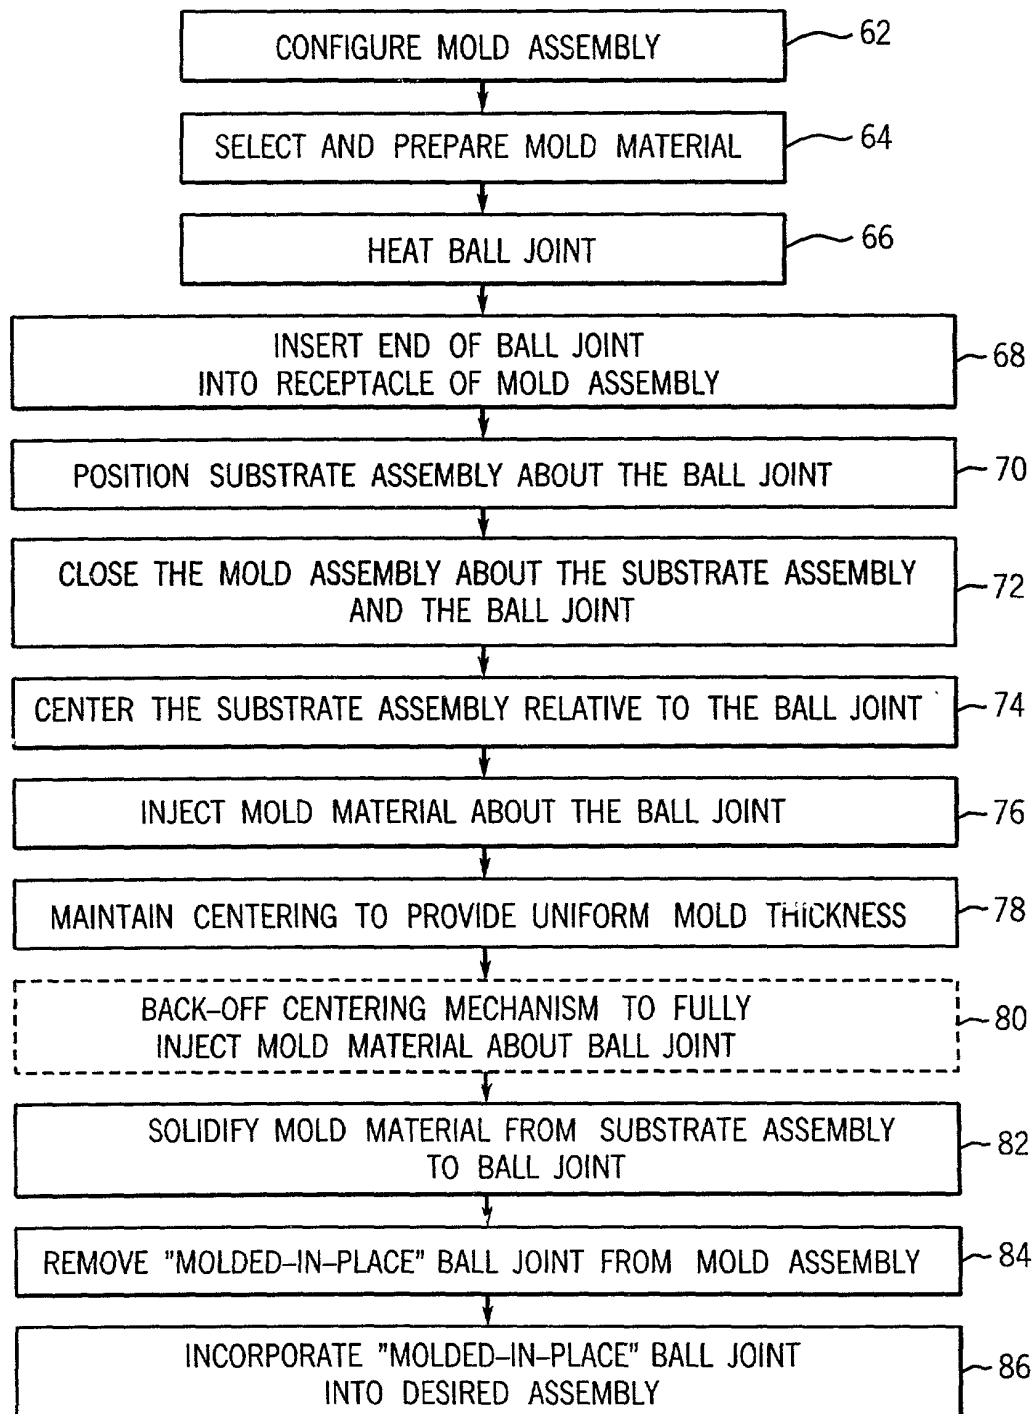 CONFIGURE MOLD ASSEMBLY
62
SELECT AND PREPARE MOLD MATERIAL
64
HEAT BALL JOINT
66
INSERT END OF BALL JOINT
INTO RECEPTACLE OF MOLD ASSEMBLY
68
POSITION SUBSTRATE ASSEMBLY ABOUT THE BALL JOINT
70
CLOSE THE MOLD ASSEMBLY ABOUT THE SUBSTRATE ASSEMBLY
AND THE BALL JOINT
72
CENTER THE SUBSTRATE ASSEMBLY RELATIVE TO THE BALL JOINT
74
INJECT MOLD MATERIAL ABOUT THE BALL JOINT
76
MAINTAIN CENTERING TO PROVIDE UNIFORM MOLD THICKNESS
78
BACK-OFF CENTERING MECHANISM TO FULLY
INJECT MOLD MATERIAL ABOUT BALL JOINT
80
SOLIDIFY MOLD MATERIAL FROM SUBSTRATE ASSEMBLY
TO BALL JOINT
82
REMOVE "MOLDED-IN-PLACE" BALL JOINT FROM MOLD ASSEMBLY
84
INCORPORATE "MOLDED-IN-PLACE" BALL JOINT
INTO DESIRED ASSEMBLY
86